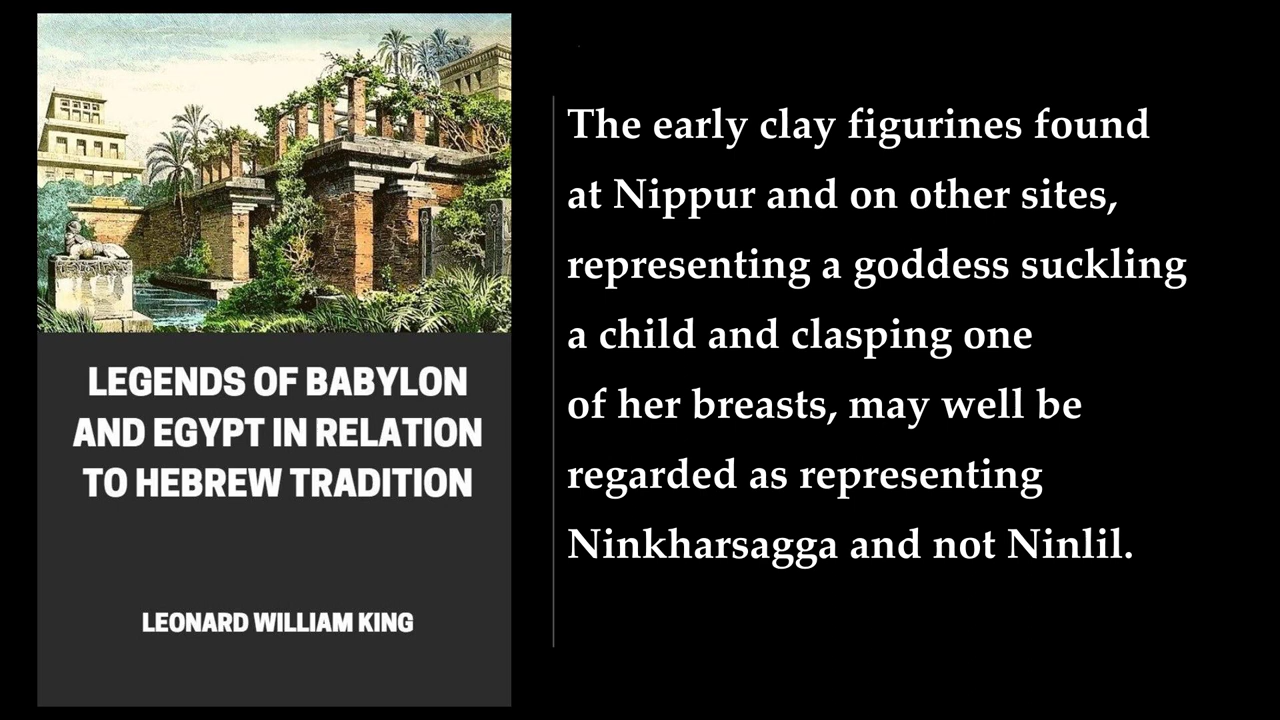 LEGENDS OF BABYLON
AND EGYPT IN RELATION
TO HEBREW TRADITION
LEONARD WILLIAM KING
The early clay figurines found
at Nippur and on other sites,
representing a goddess suckling
a child and clasping one
of her breasts, may well be
regarded as representing
Ninkharsagga and not Ninlil.